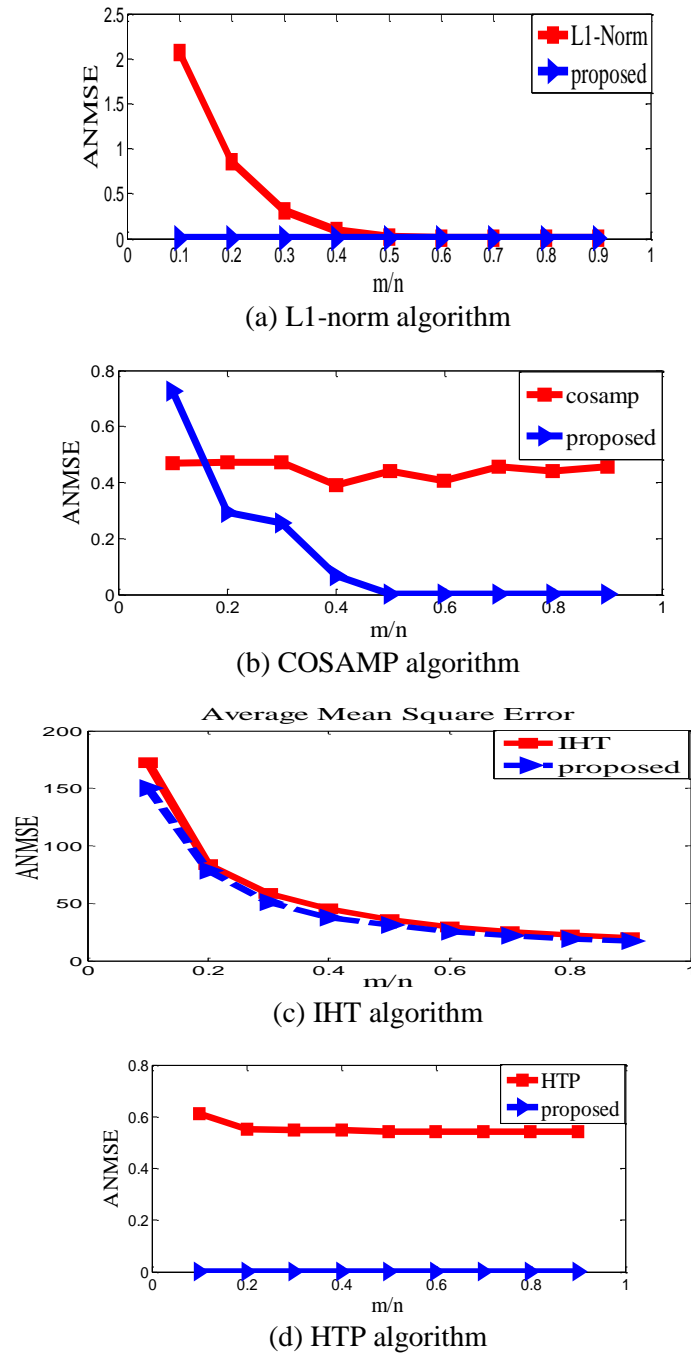 2.5
2
1.5
1
0.5
0
ANMSE
L1-Norm
proposed
0 0.1 0.2 0.3 0.4 0.5 0.6 0.7 0.8 0.9 1
m/n
(a) L1-norm algorithm
0.8
0.6
0.4
0.2
0
ANMSE
cosamp
proposed
0 0.2 0.4 0.6 0.8 1
m/n
(b) COSAMP algorithm
Average Mean Square Error
200
150
100
50
0
ANMSE
IHT
proposed
0 0.2 0.4 0.6 0.8 1
m/n
(c) IHT algorithm
0.8
0.6
0.4
0.2
0
ANMSE
HTP
proposed
0 0.2 0.4 0.6 0.8 1
m/n
(d) HTP algorithm